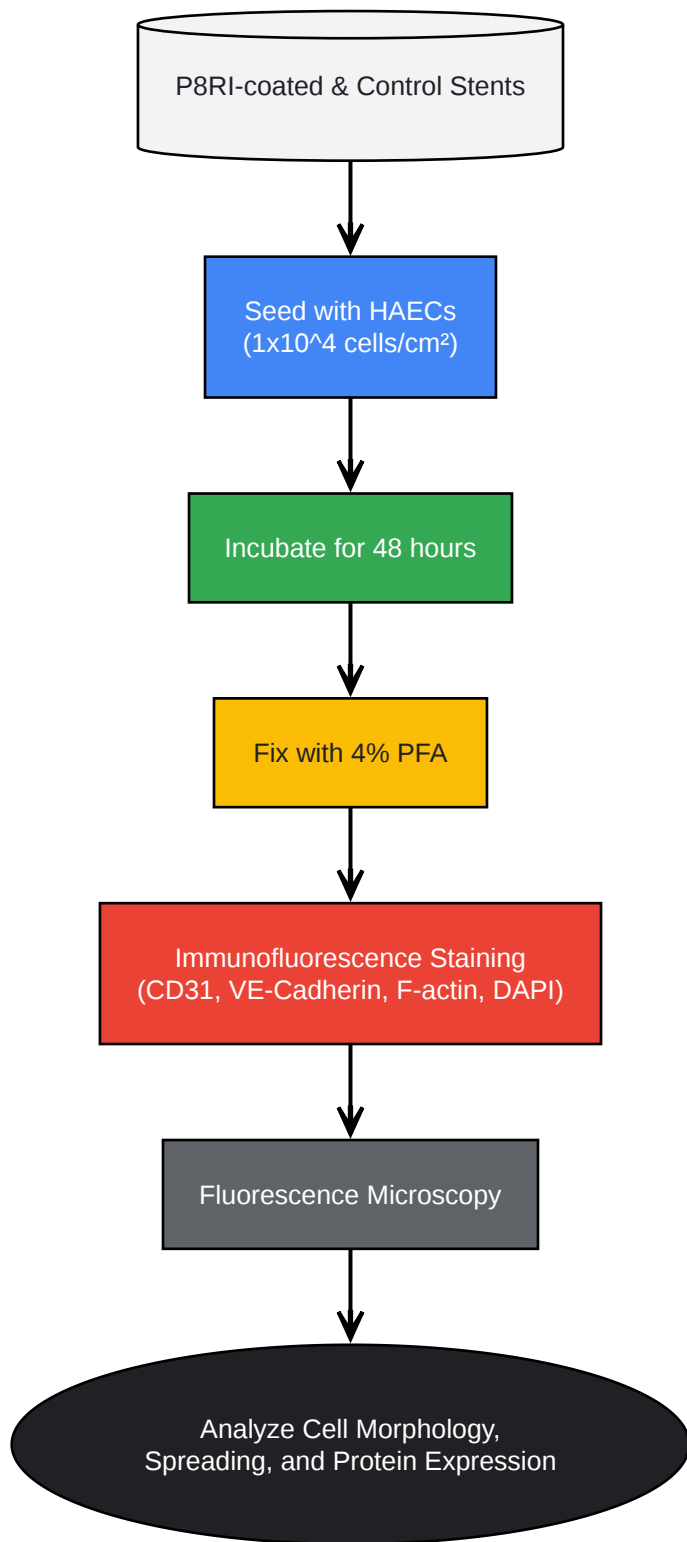 P8RI-coated & Control Stents
Seed with HAECs
(1x10^4 cells/cm²)
Incubate for 48 hours
Fix with 4% PFA
Immunofluorescence Staining
(CD31, VE-Cadherin, F-actin, DAPI)
Fluorescence Microscopy
Analyze Cell Morphology,
Spreading, and Protein Expression